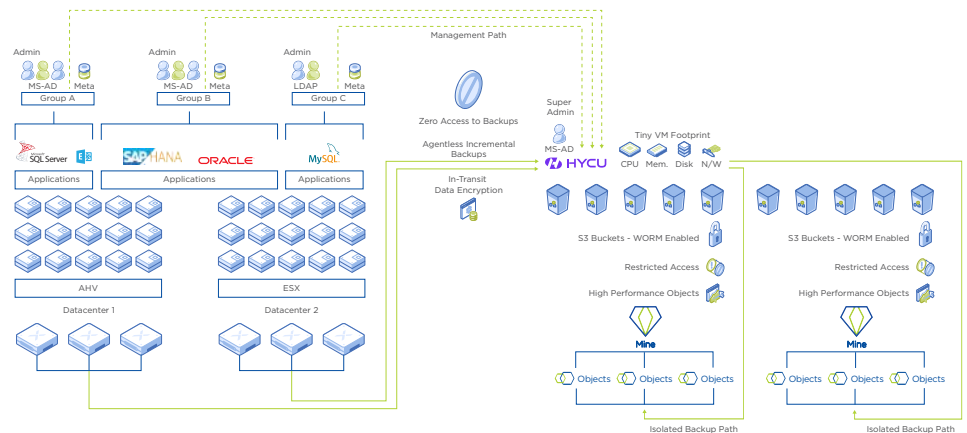 Management Path
Admin
Admin
Admin
MS-AD
Meta
MS-AD
Meta
LDAP
Meta
Group A
Group B
Group C
Zero Access to Backups
Super
Admin
Tiny VM Footprint
MS-AD
Agentless Incremental
Backups
Microsoft
SQL Server
SAP HANA
ORACLE
MySQL
HYCU
CPU
Mem.
Disk
N/W
Applications
Applications
Applications
In-Transit
Data Encryption
S3 Buckets - WORM Enabled
S3 Buckets - WORM Enabled
Restricted Access
Restricted Access
High Performance Objects
High Performance Objects
AHV
ESX
Datacenter 1
Datacenter 2
Mine
Mine
Objects
Objects
Objects
Objects
Objects
Objects
Isolated Backup Path
Isolated Backup Path